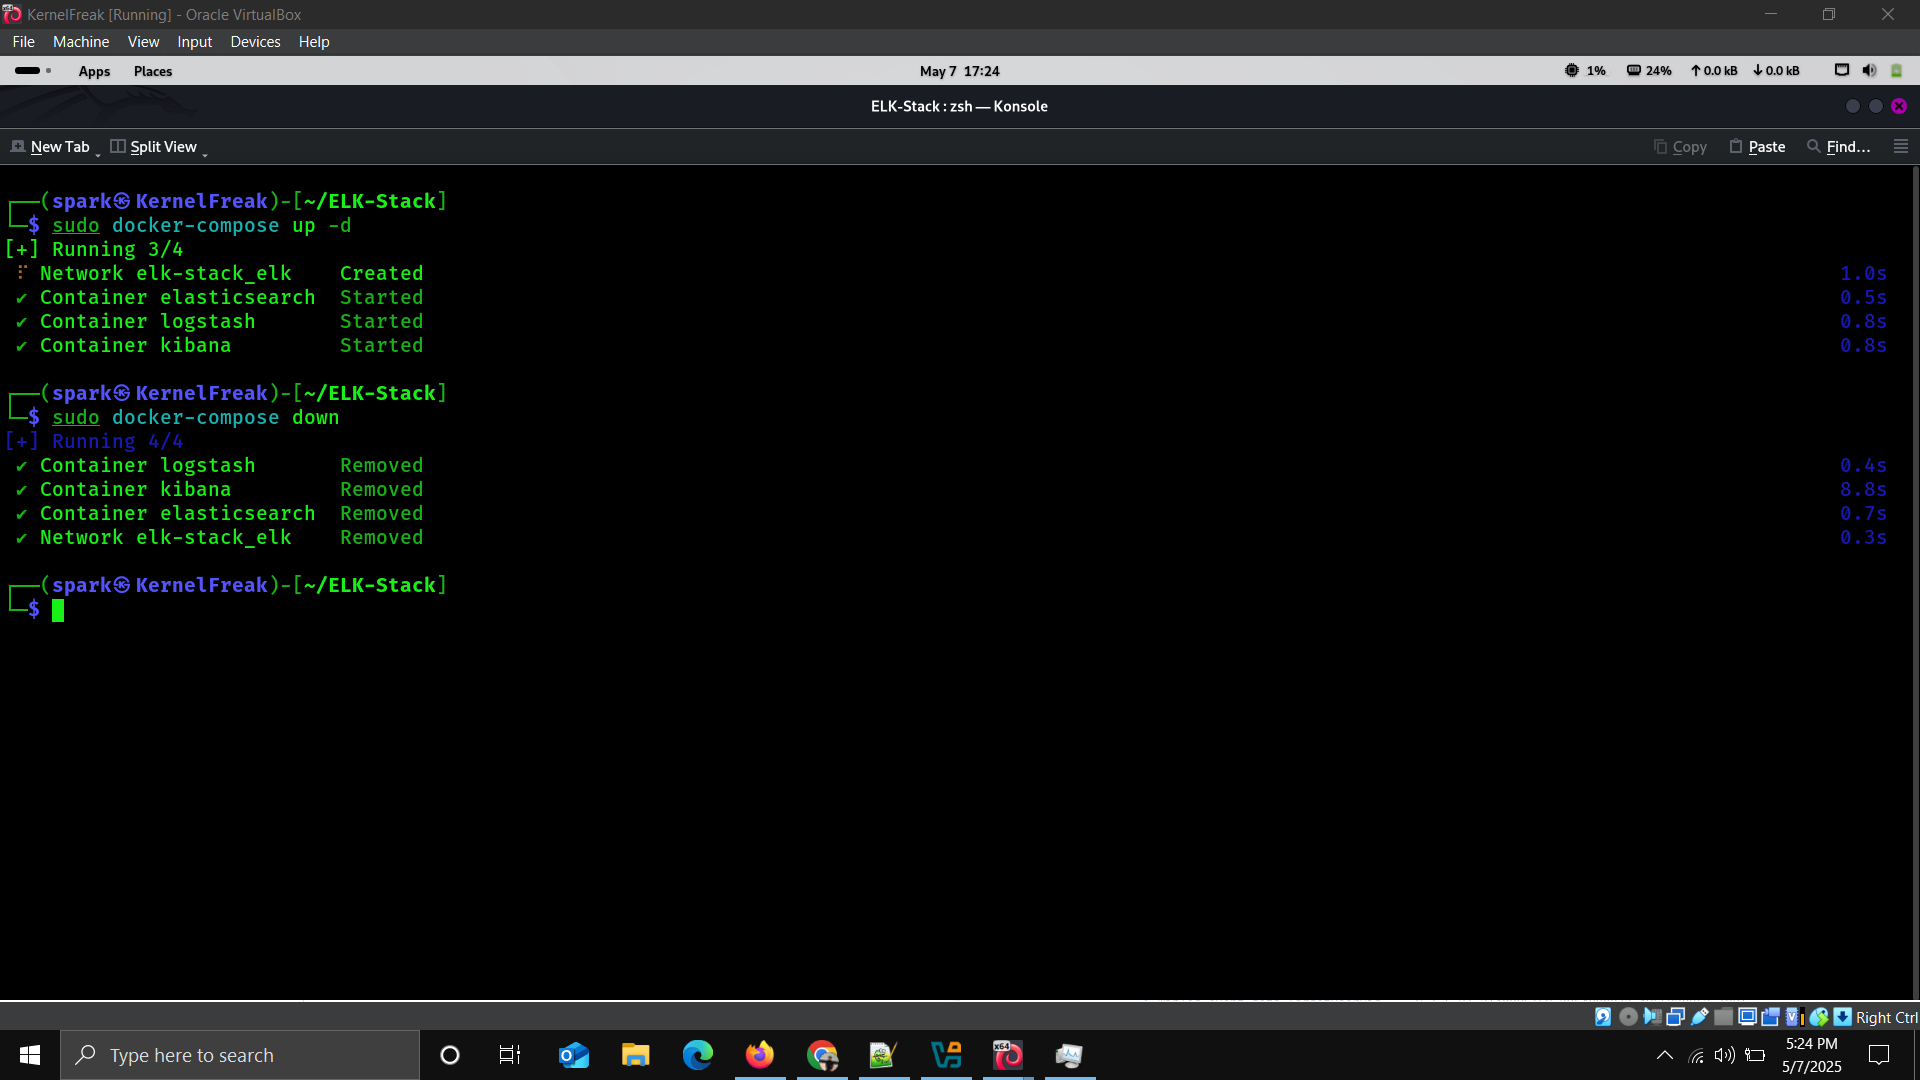 KernelFreak [Running] - Oracle VirtualBox
File Machine View Input Devices Help
Apps Places May 7 17:24 1% 24% 0.0 kB 0.0 kB
ELK-Stack : zsh — Konsole
New Tab Split View Copy Paste Find...
┌──(spark㉿KernelFreak)-[~/ELK-Stack]
└─$ sudo docker-compose up -d
[+] Running 3/4
⠏ Network elk-stack_elk Created 1.0s
✔ Container elasticsearch Started 0.5s
✔ Container logstash Started 0.8s
✔ Container kibana Started 0.8s
┌──(spark㉿KernelFreak)-[~/ELK-Stack]
└─$ sudo docker-compose down
[+] Running 4/4
✔ Container logstash Removed 0.4s
✔ Container kibana Removed 8.8s
✔ Container elasticsearch Removed 0.7s
✔ Network elk-stack_elk Removed 0.3s
┌──(spark㉿KernelFreak)-[~/ELK-Stack]
└─$
Right Ctrl
Type here to search
5:24 PM
5/7/2025